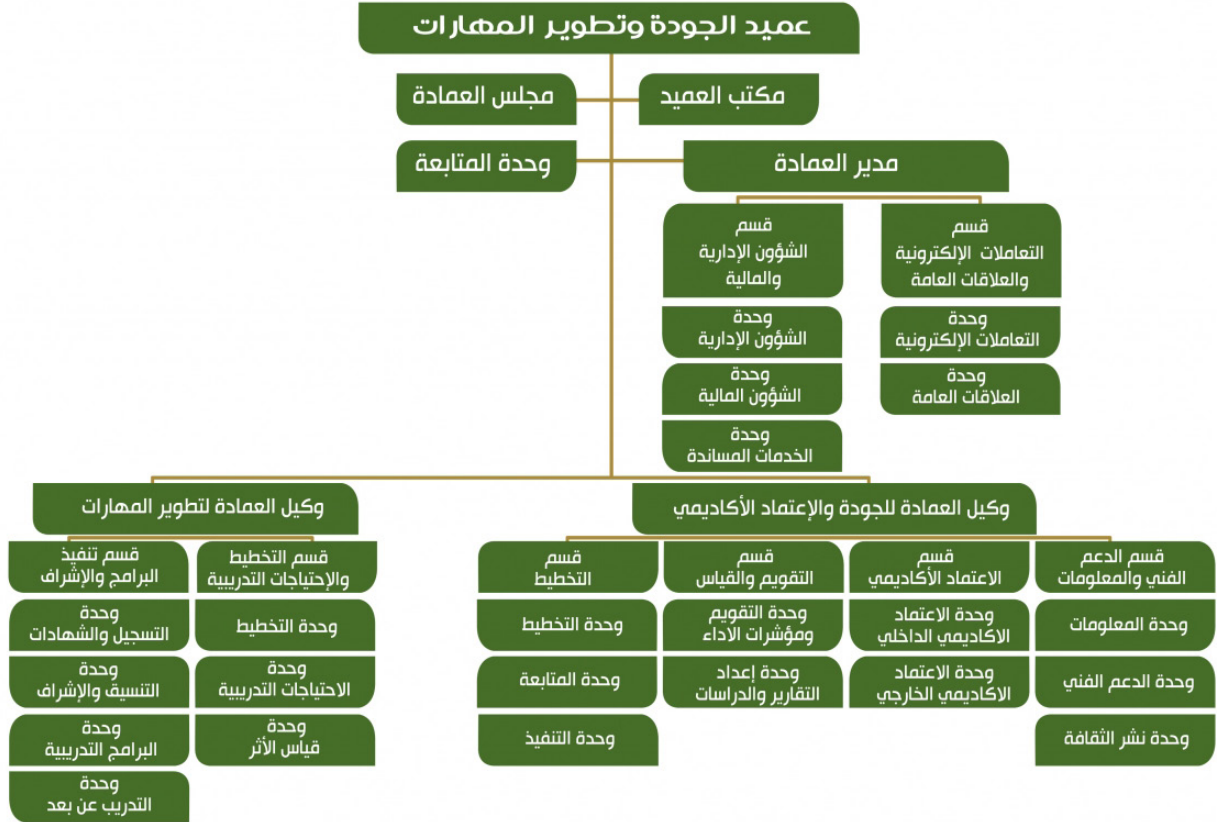 عميد الجودة وتطوير المهارات
مكتب العميد
مجلس العمادة
مدير العمادة
وحدة المتابعة
قسم
التعاملات الإلكترونية
والعلاقات العامة
وحدة
التعاملات الإلكترونية
وحدة
العلاقات العامة
قسم
الشؤون الإدارية
والمالية
وحدة
الشؤون الإدارية
وحدة
الشؤون المالية
وحدة
الخدمات المساندة
وكيل العمادة للجودة والإعتماد الأكاديمي
قسم الدعم
الفني والمعلومات
وحدة المعلومات
وحدة الدعم الفني
وحدة نشر الثقافة
قسم
الاعتماد الأكاديمي
وحدة الاعتماد
الاكاديمي الداخلي
وحدة الاعتماد
الاكاديمي الخارجي
قسم
التقويم والقياس
وحدة التقويم
ومؤشرات الاداء
وحدة إعداد
التقارير والدراسات
قسم
التخطيط
وحدة التخطيط
وحدة المتابعة
وحدة التنفيذ
وكيل العمادة لتطوير المهارات
قسم التخطيط
والإحتياجات التدريبية
وحدة التخطيط
وحدة
الاحتياجات التدريبية
وحدة
قياس الأثر
قسم تنفيذ
البرامج والإشراف
وحدة
التسجيل والشهادات
وحدة
التنسيق والإشراف
وحدة
البرامج التدريبية
وحدة
التدريب عن بعد